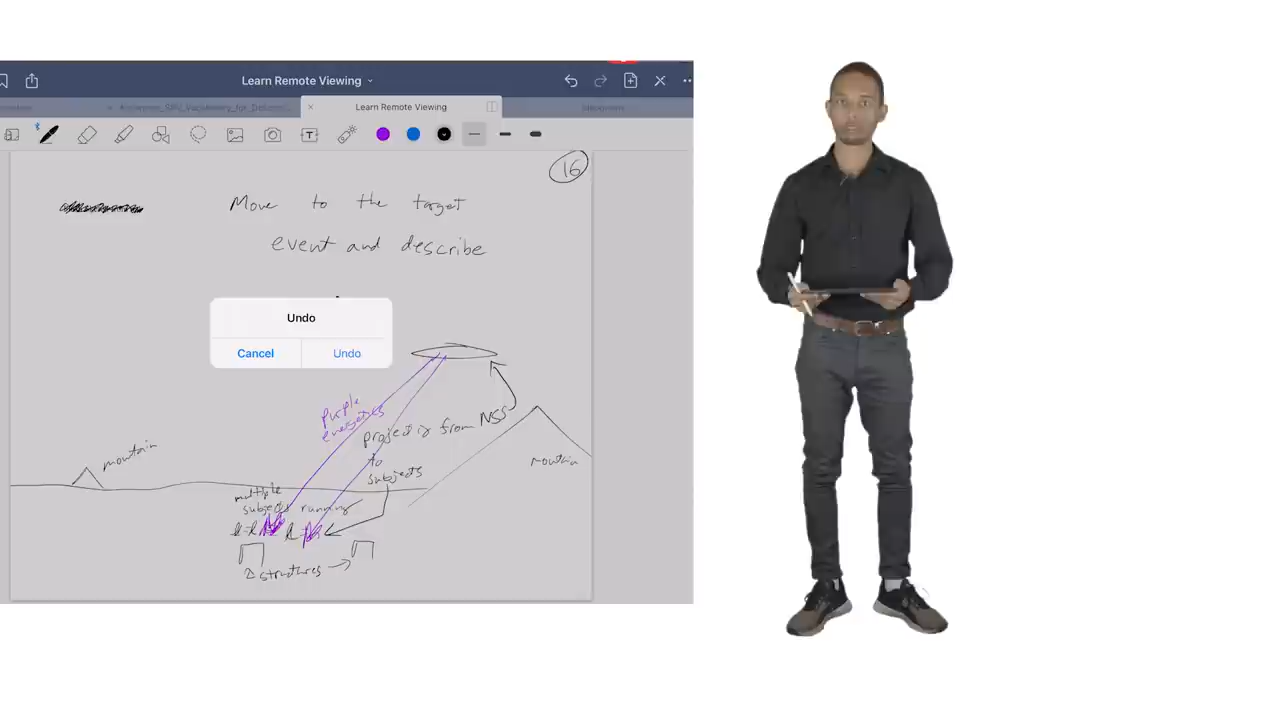 Learn Remote Viewing
Learn Remote Viewing
T
16
Move to the target
event and describe
Undo
Cancel
Undo
purple
energetics
projecting from NSS
to
subjects
mountain
mountain
multiple
subjects running
2 structures